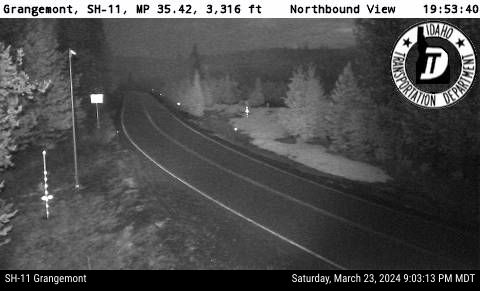 Grangemont, SH-11, MP 35.42, 3,316 ft Northbound View 19:53:40
IDAHO
TRANSPORTATION DEPARTMENT
SH-11 Grangemont Saturday, March 23, 2024 9:03:13 PM MDT